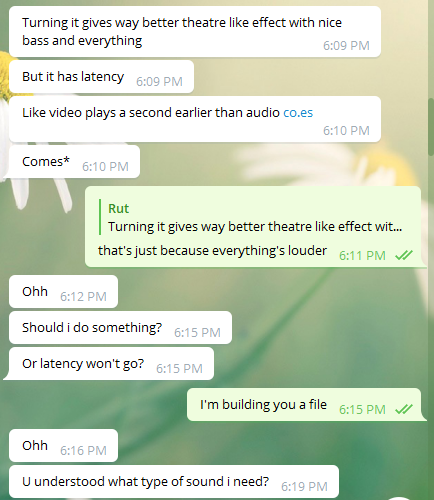 Turning it gives way better theatre like effect with nice
bass and everything
6:09 PM
But it has latency 6:09 PM
Like video plays a second earlier than audio co.es
6:10 PM
Comes* 6:10 PM
Rut
Turning it gives way better theatre like effect wit...
that's just because everything's louder 6:11 PM
Ohh 6:12 PM
Should i do something? 6:15 PM
Or latency won't go? 6:15 PM
I'm building you a file 6:15 PM
Ohh 6:16 PM
U understood what type of sound i need? 6:19 PM